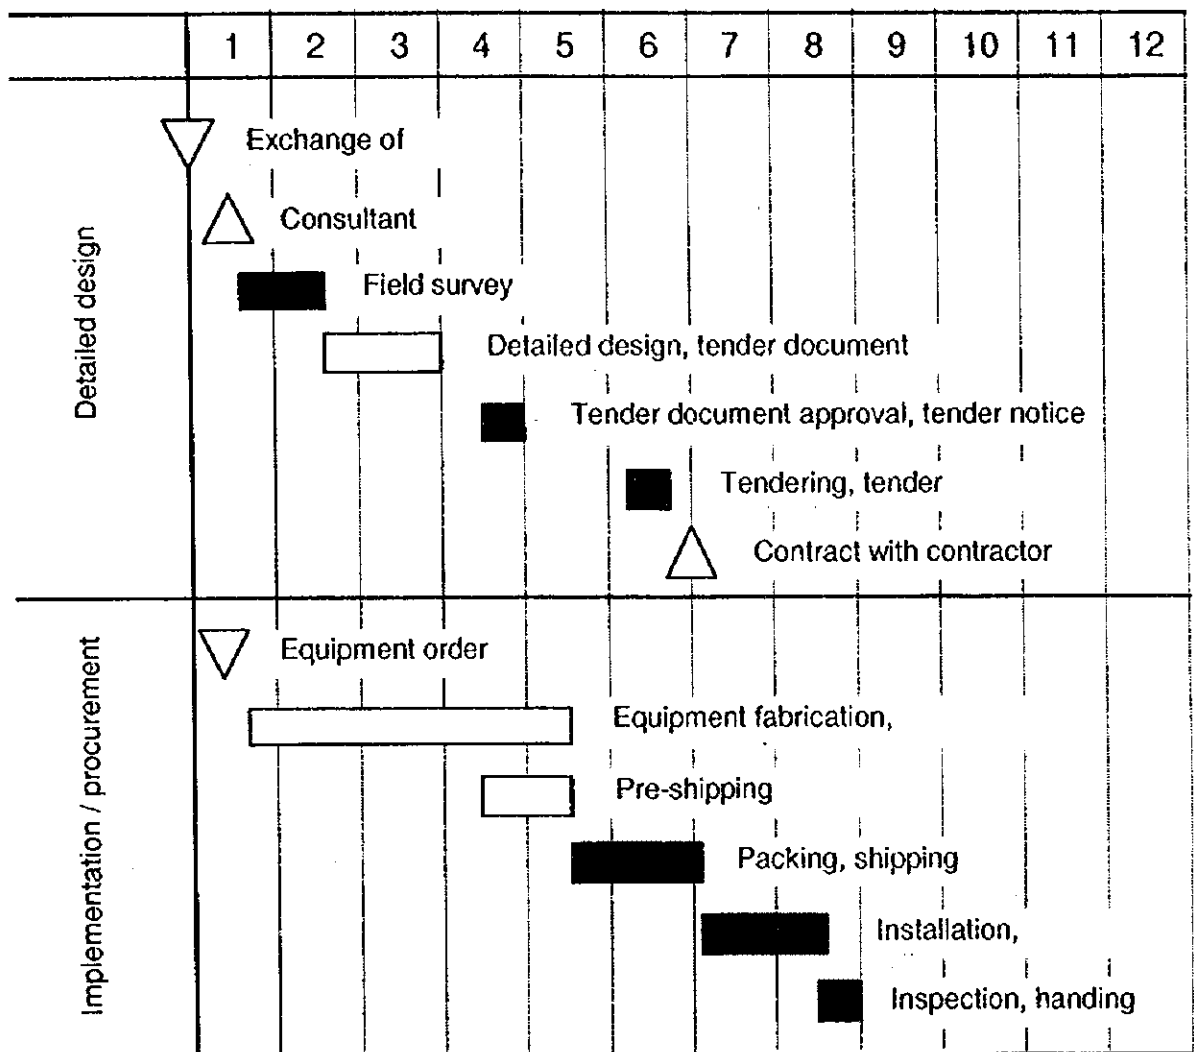 1 2 3 4 5 6 7 8 9 10 11 12
Detailed design
Exchange of
Consultant
Field survey
Detailed design, tender document
Tender document approval, tender notice
Tendering, tender
Contract with contractor
Implementation / procurement
Equipment order
Equipment fabrication,
Pre-shipping
Packing, shipping
Installation,
Inspection, handing